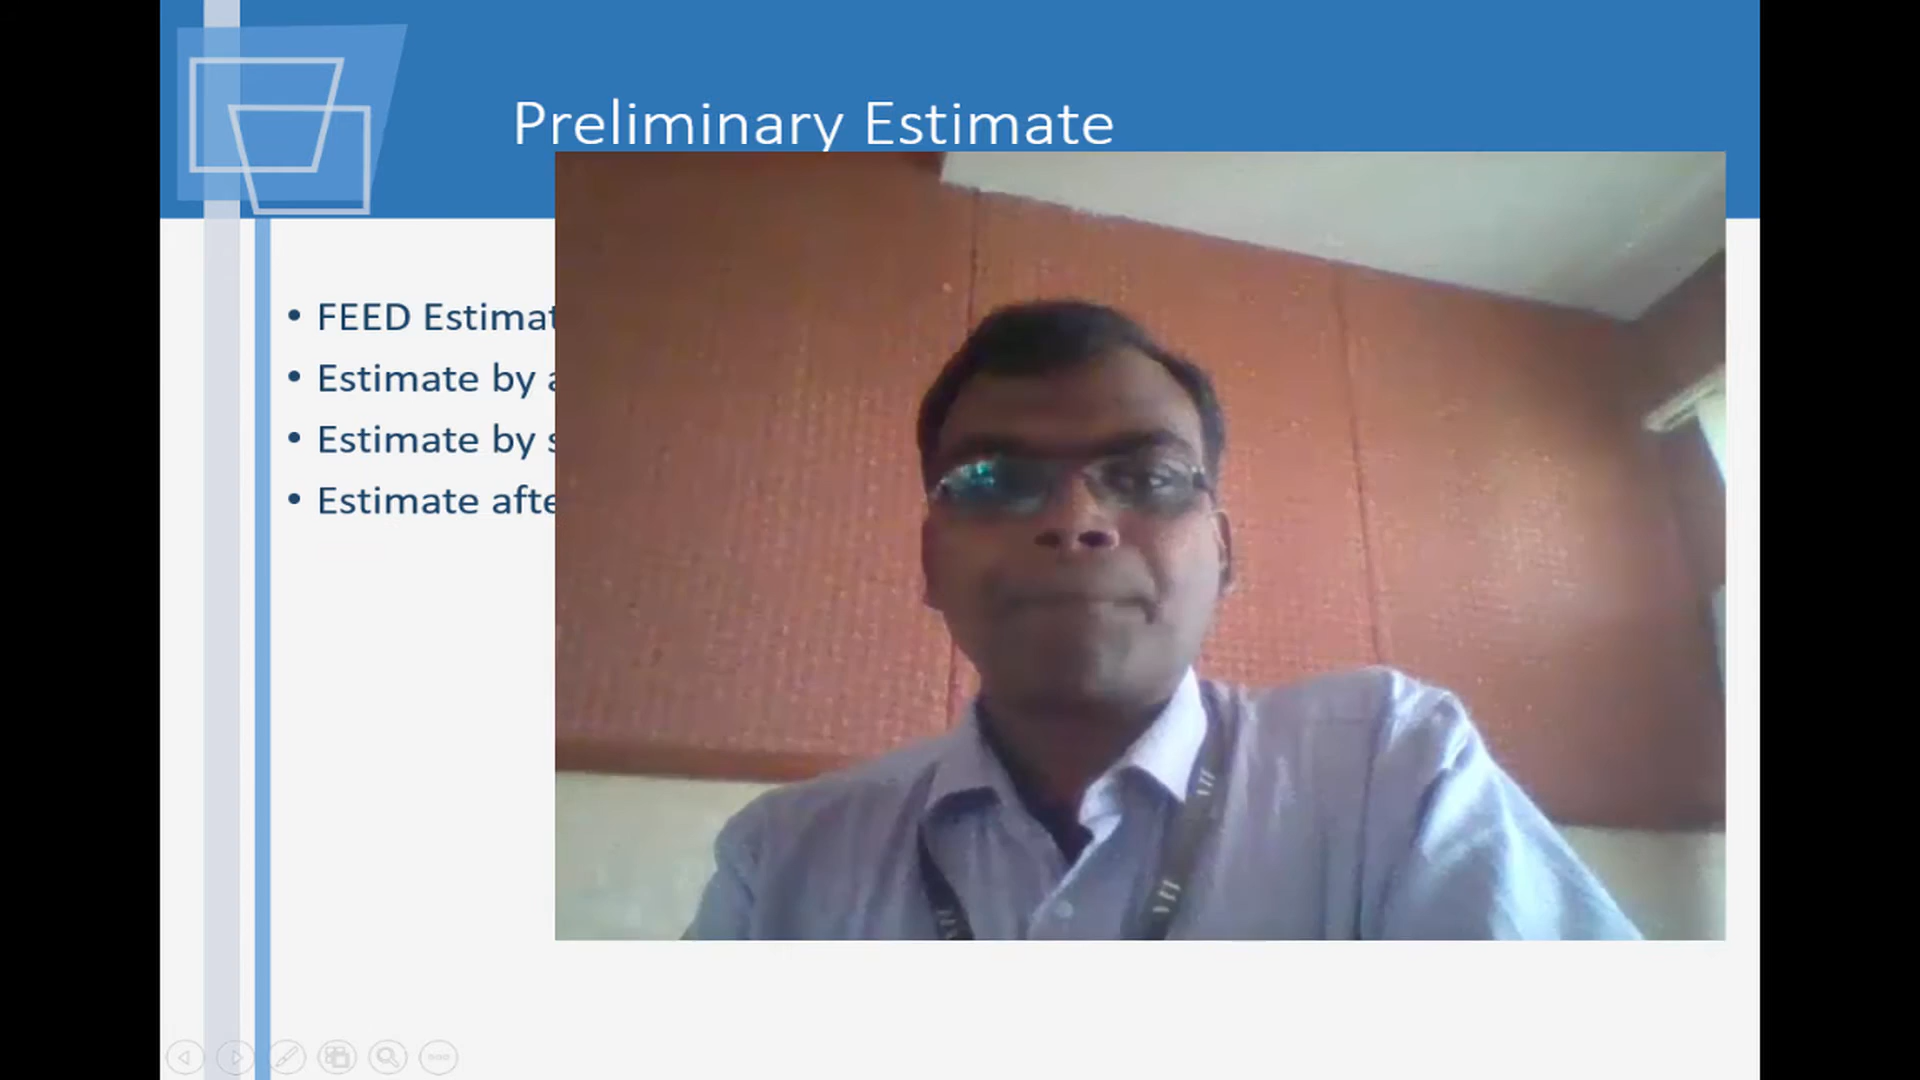 Preliminary Estimate
• FEED Estimat
• Estimate by a
• Estimate by s
• Estimate afte